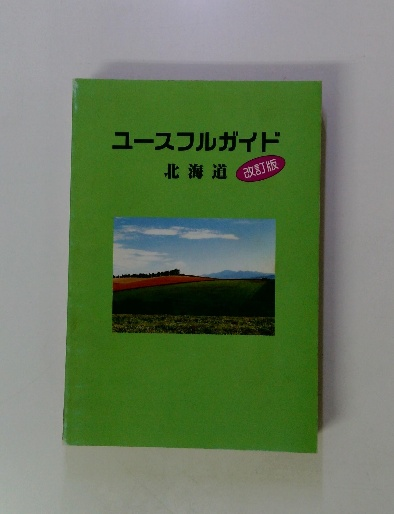 ユースフルガイド
北海道 改訂版